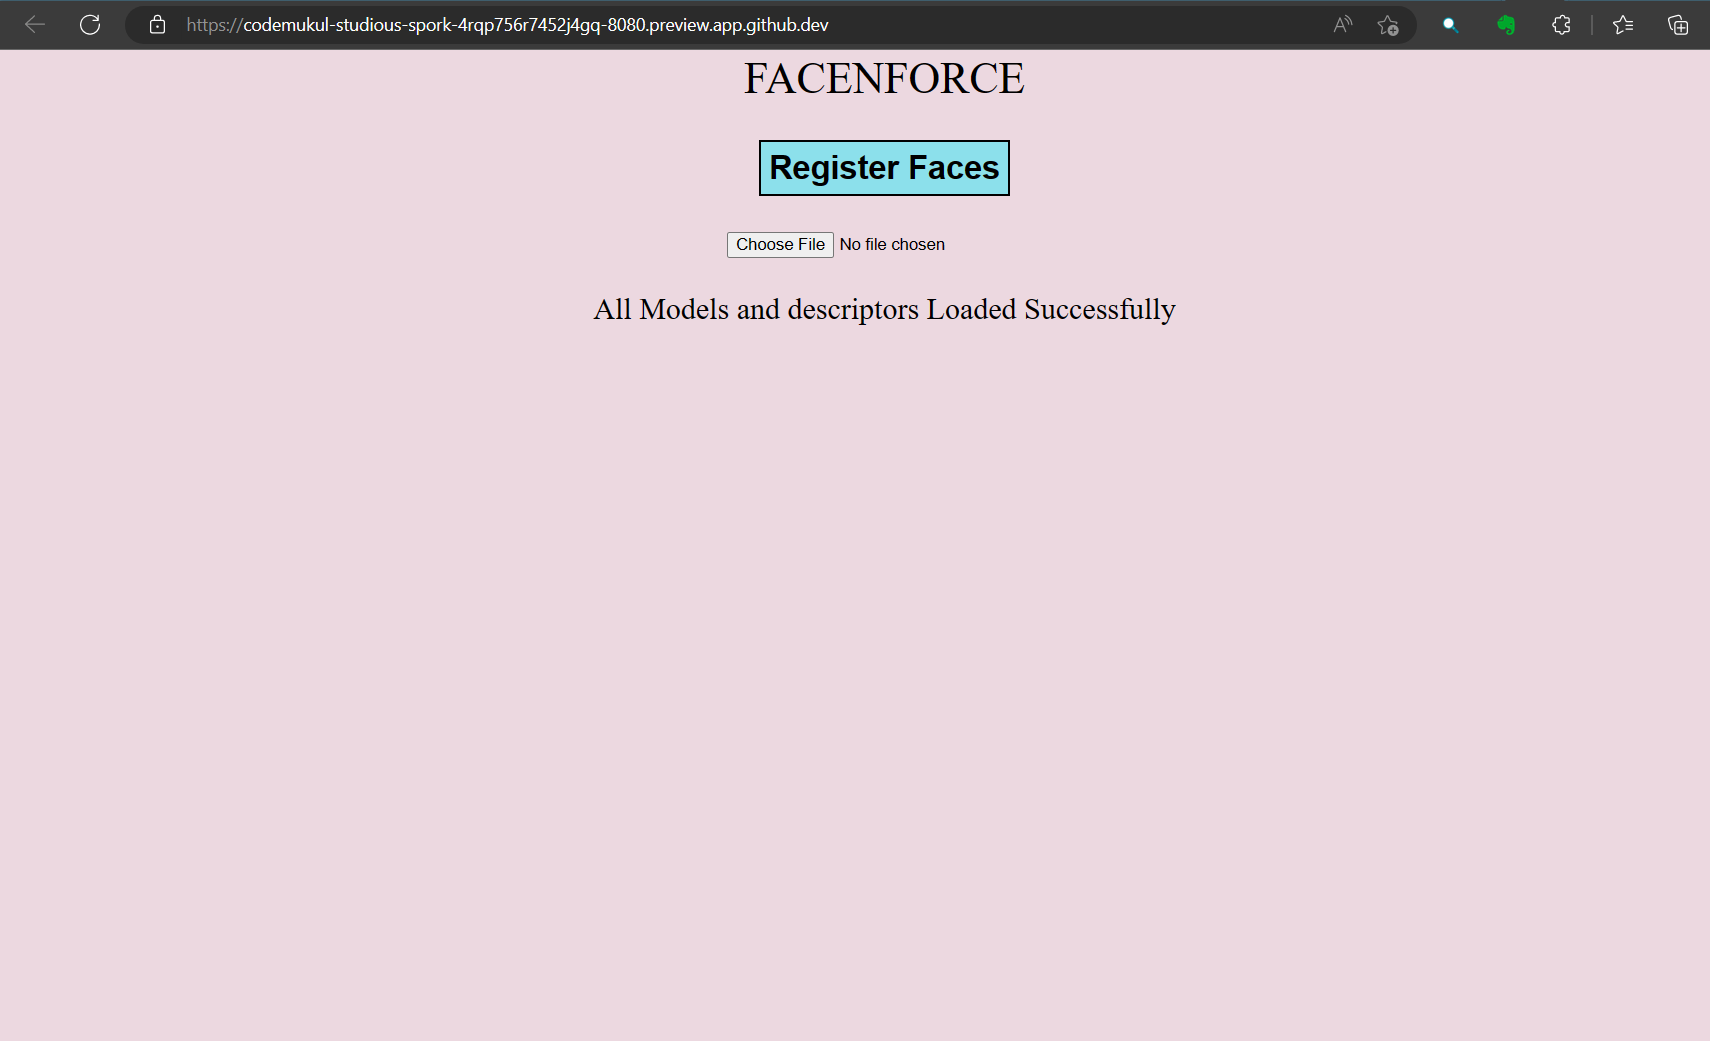 https://codemukul-studious-spork-4rqp756r7452j4gq-8080.preview.app.github.dev
FACENFORCE
Register Faces
Choose File No file chosen
All Models and descriptors Loaded Successfully